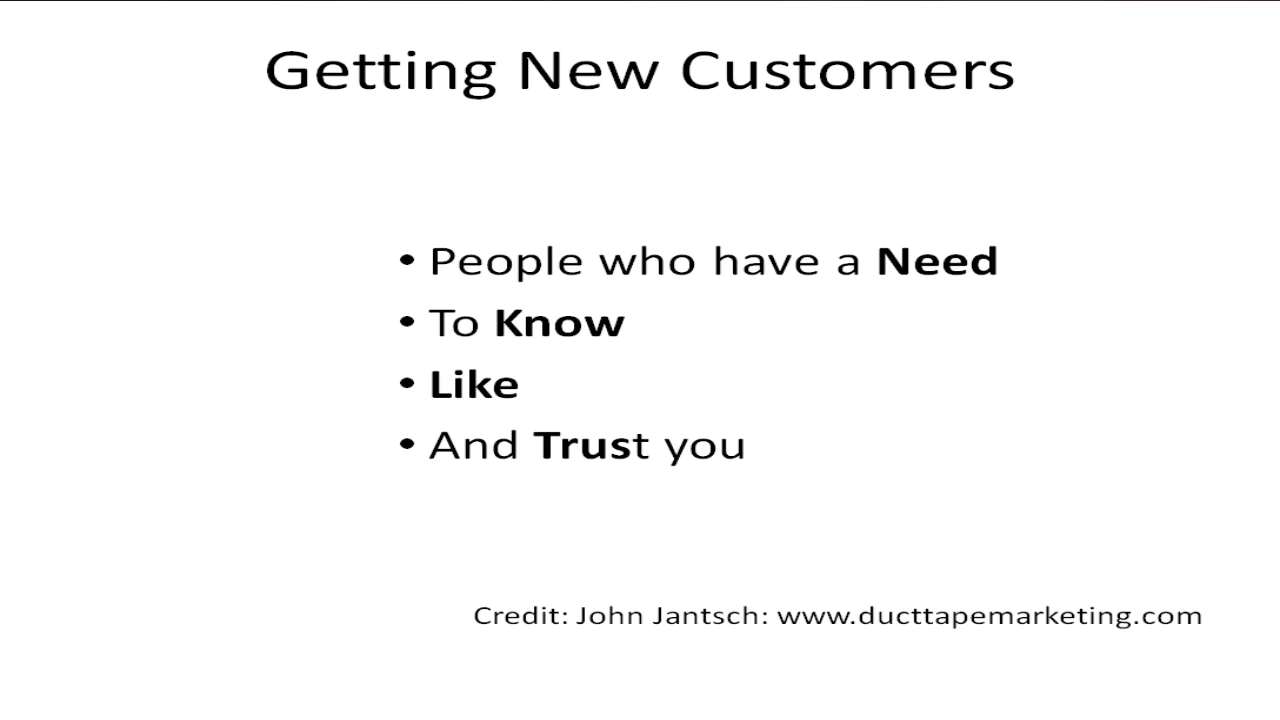 Getting New Customers
• People who have a Need
• To Know
• Like
• And Trust you
Credit: John Jantsch: www.ducttapemarketing.com